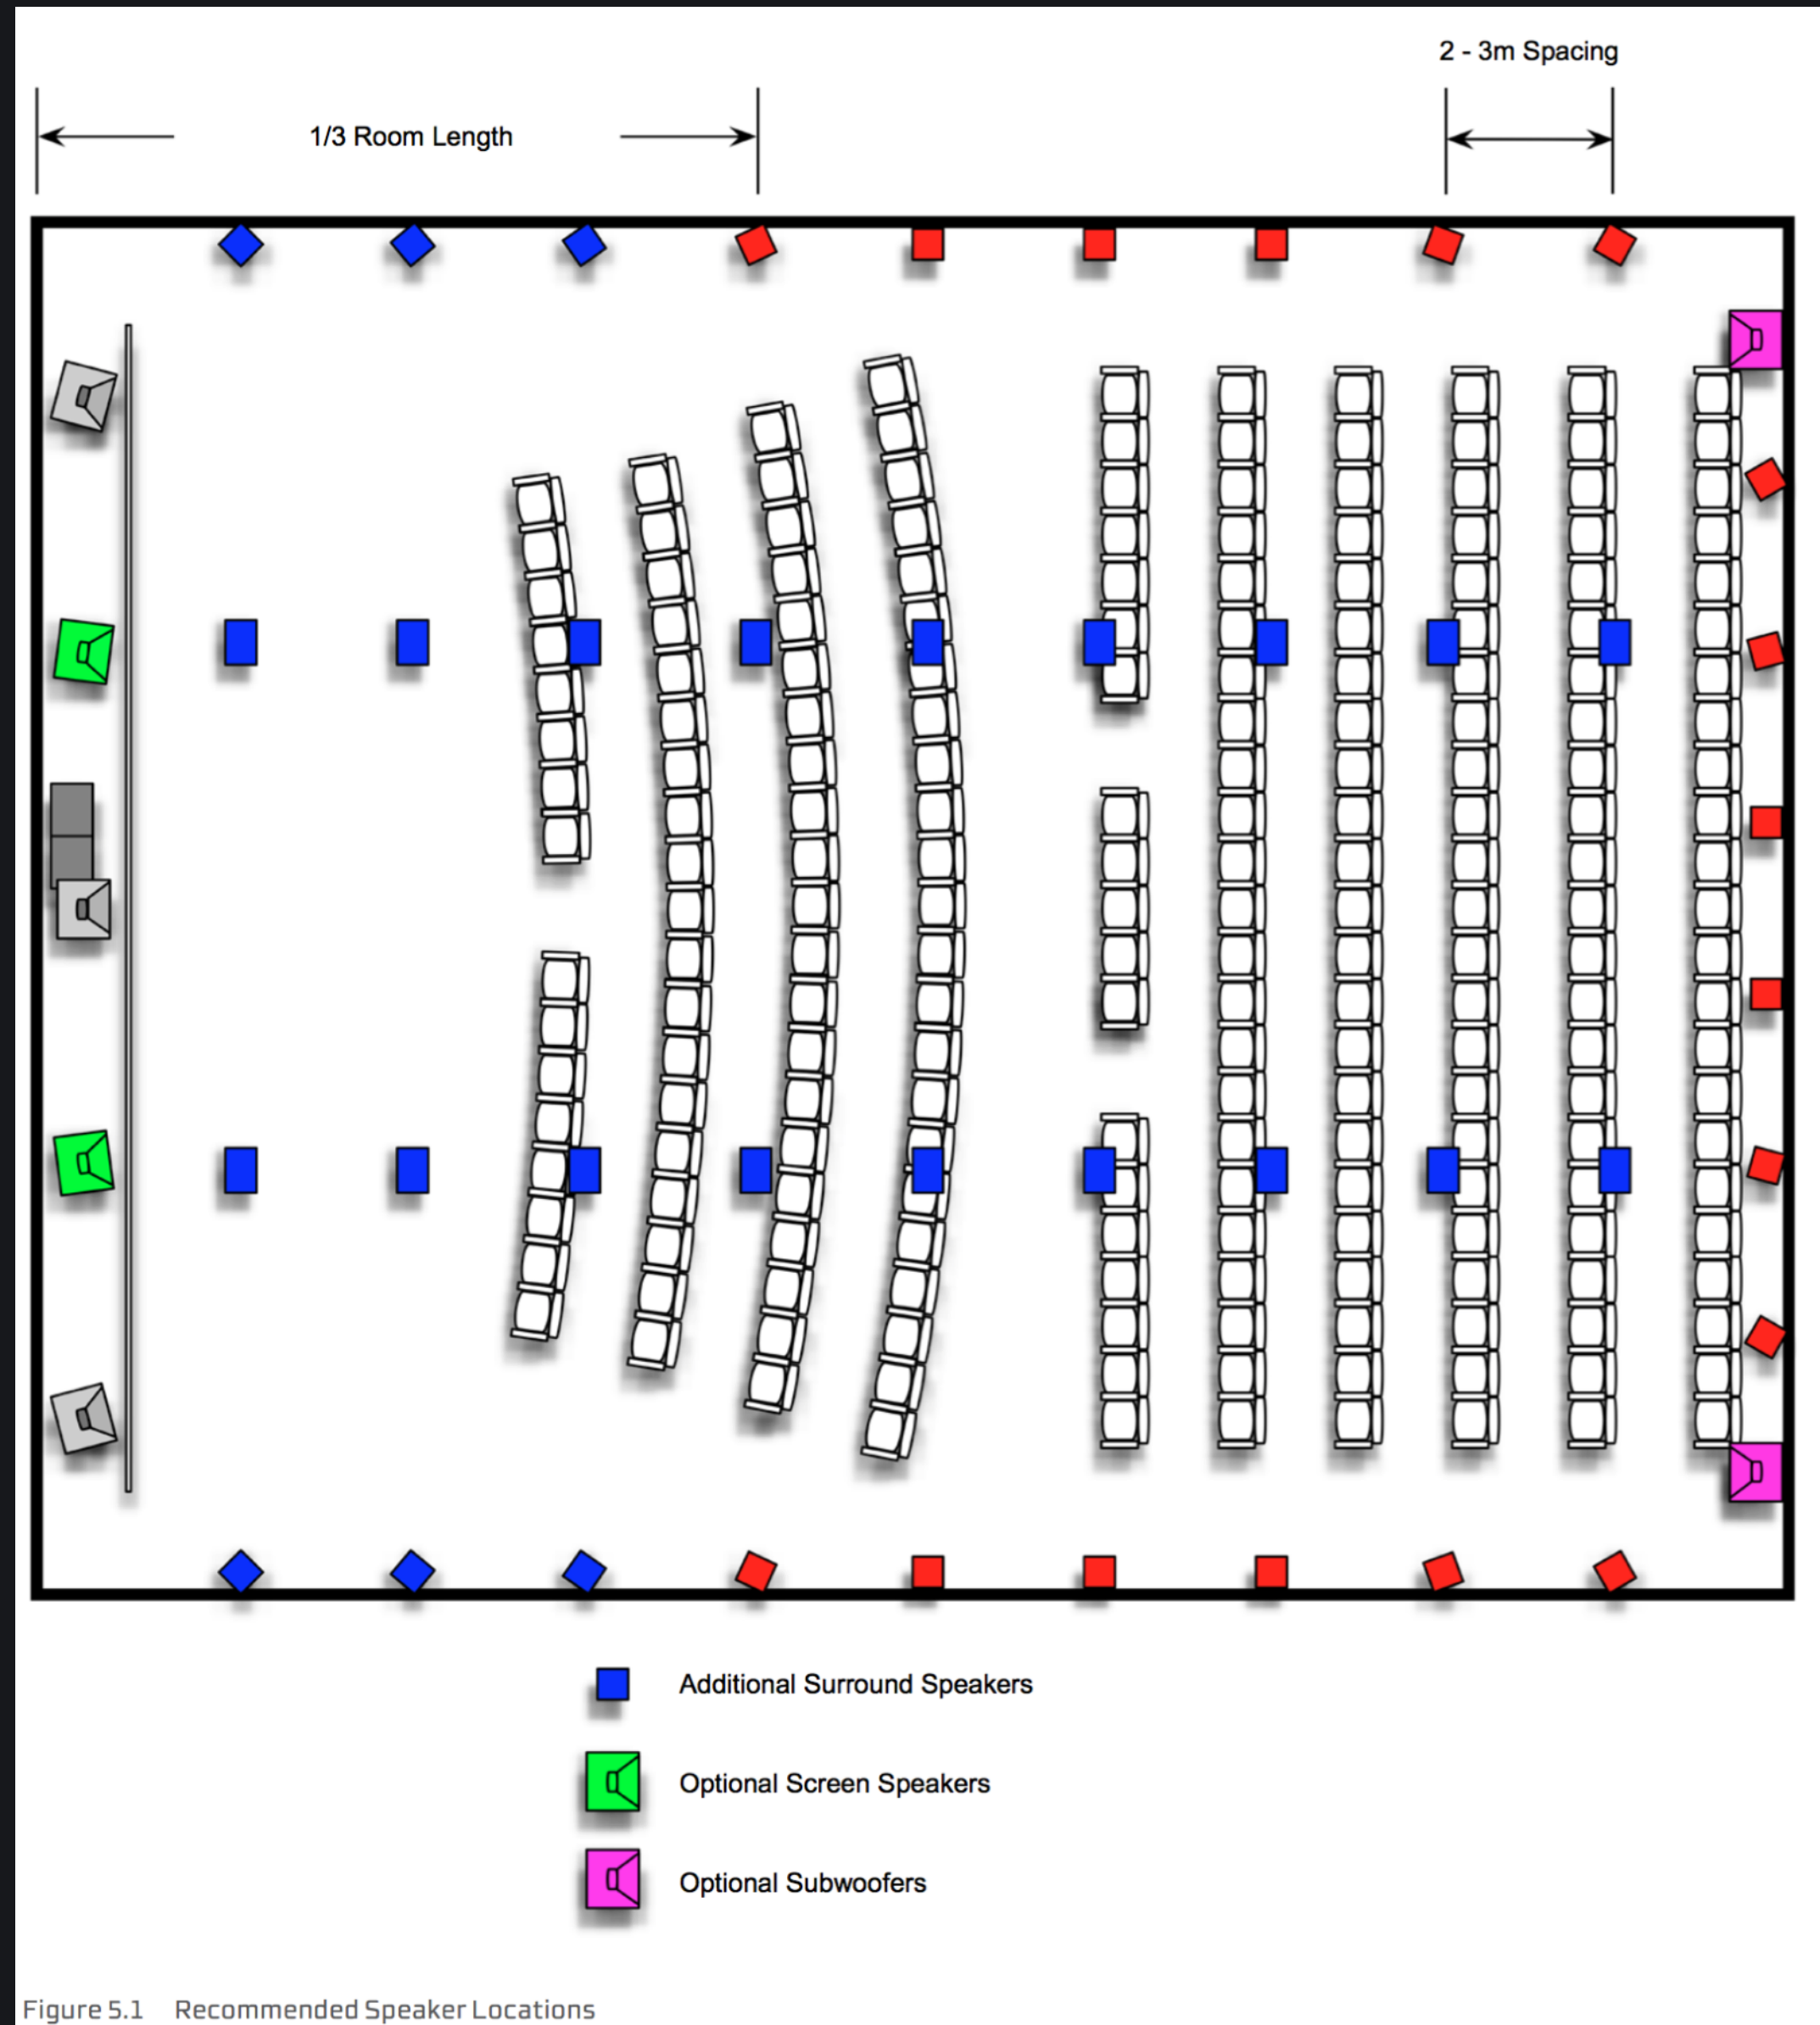 2 - 3m Spacing
1/3 Room Length
Additional Surround Speakers
Optional Screen Speakers
Optional Subwoofers
Figure 5.1 Recommended Speaker Locations